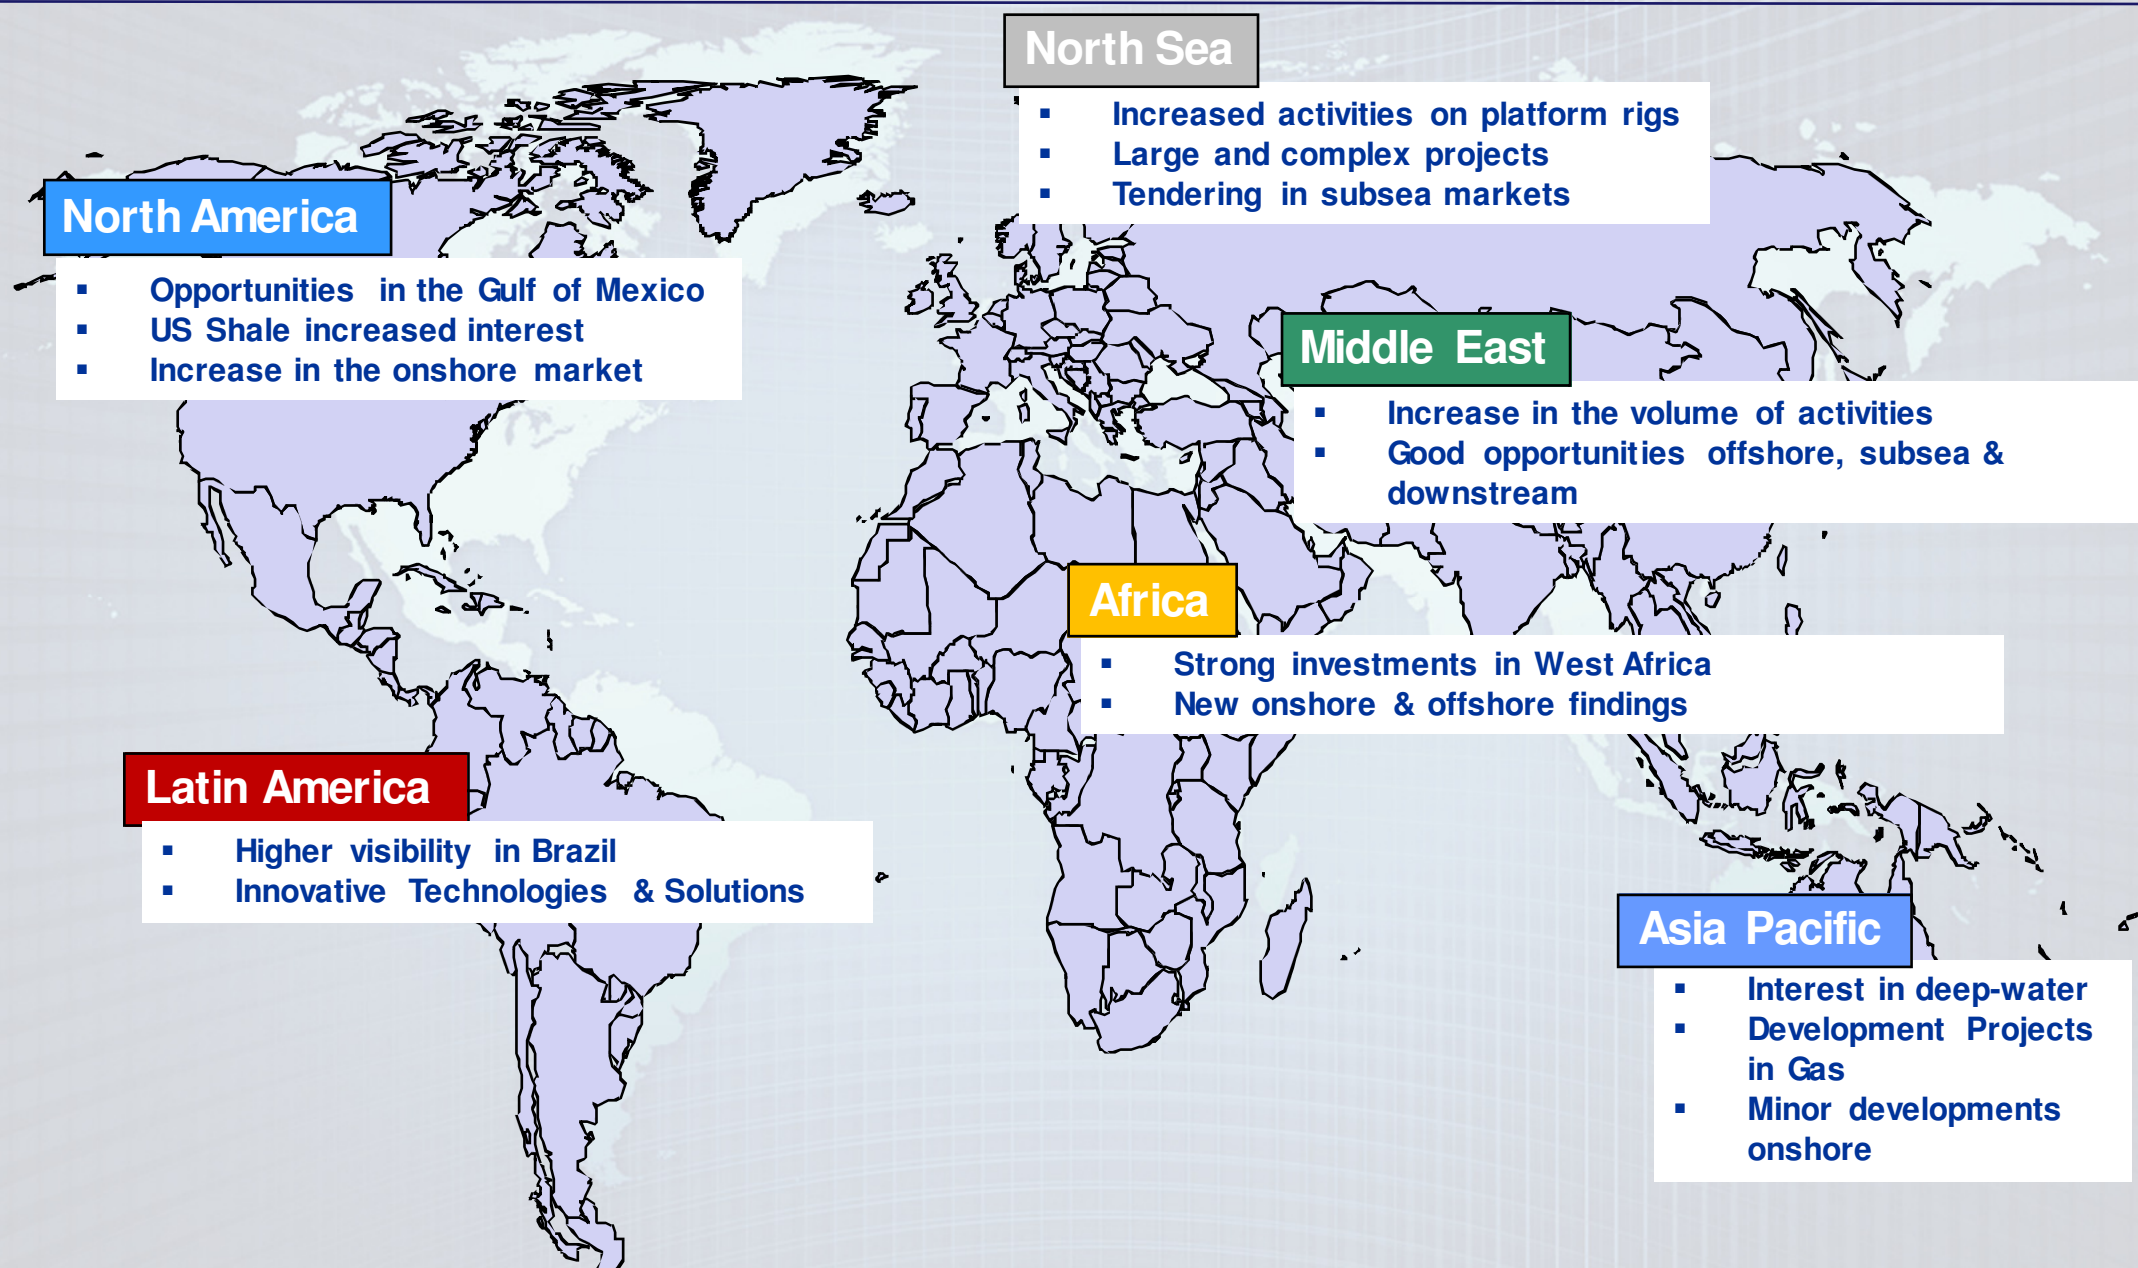 North Sea
▪ Increased activities on platform rigs
▪ Large and complex projects
▪ Tendering in subsea markets
North America
▪ Opportunities in the Gulf of Mexico
▪ US Shale increased interest
▪ Increase in the onshore market
Middle East
▪ Increase in the volume of activities
▪ Good opportunities offshore, subsea &
downstream
Africa
▪ Strong investments in West Africa
▪ New onshore & offshore findings
Latin America
▪ Higher visibility in Brazil
▪ Innovative Technologies & Solutions
Asia Pacific
▪ Interest in deep-water
▪ Development Projects
in Gas
▪ Minor developments
onshore